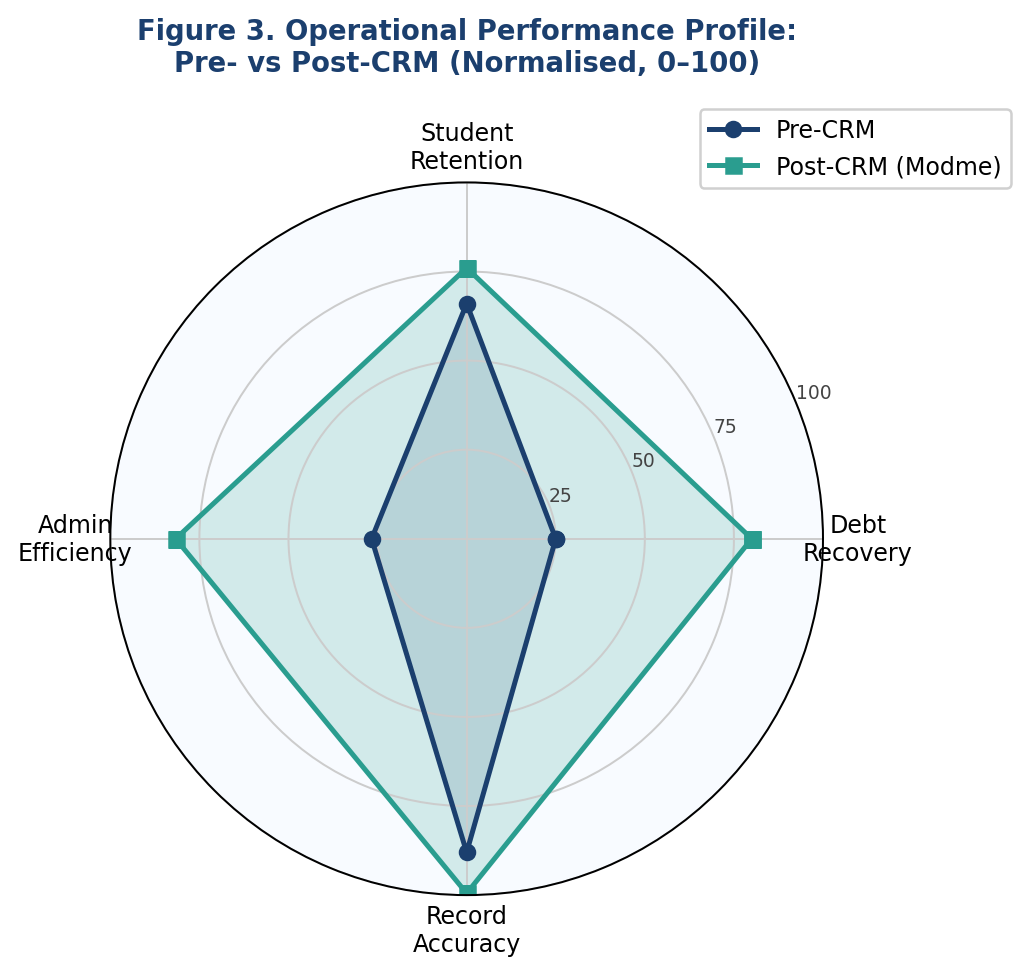 Figure 3. Operational Performance Profile:
Pre- vs Post-CRM (Normalised, 0–100)
Pre-CRM
Post-CRM (Modme)
Student
Retention
100
75
50
25
Admin
Efficiency
Debt
Recovery
Record
Accuracy